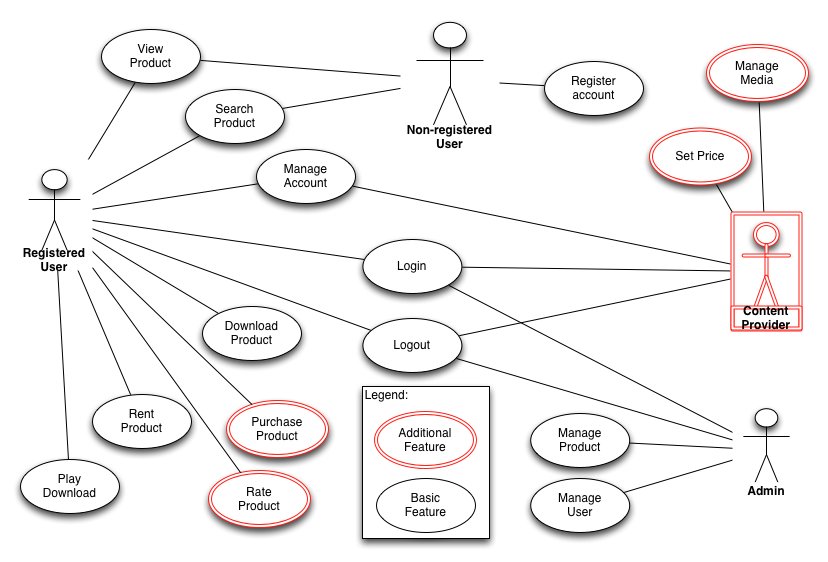 View
Product
Search
Product
Non-registered
User
Register
account
Manage
Media
Set Price
Manage
Account
Registered
User
Login
Content
Provider
Download
Product
Logout
Legend:
Additional
Feature
Basic
Feature
Rent
Product
Purchase
Product
Play
Download
Rate
Product
Manage
Product
Manage
User
Admin